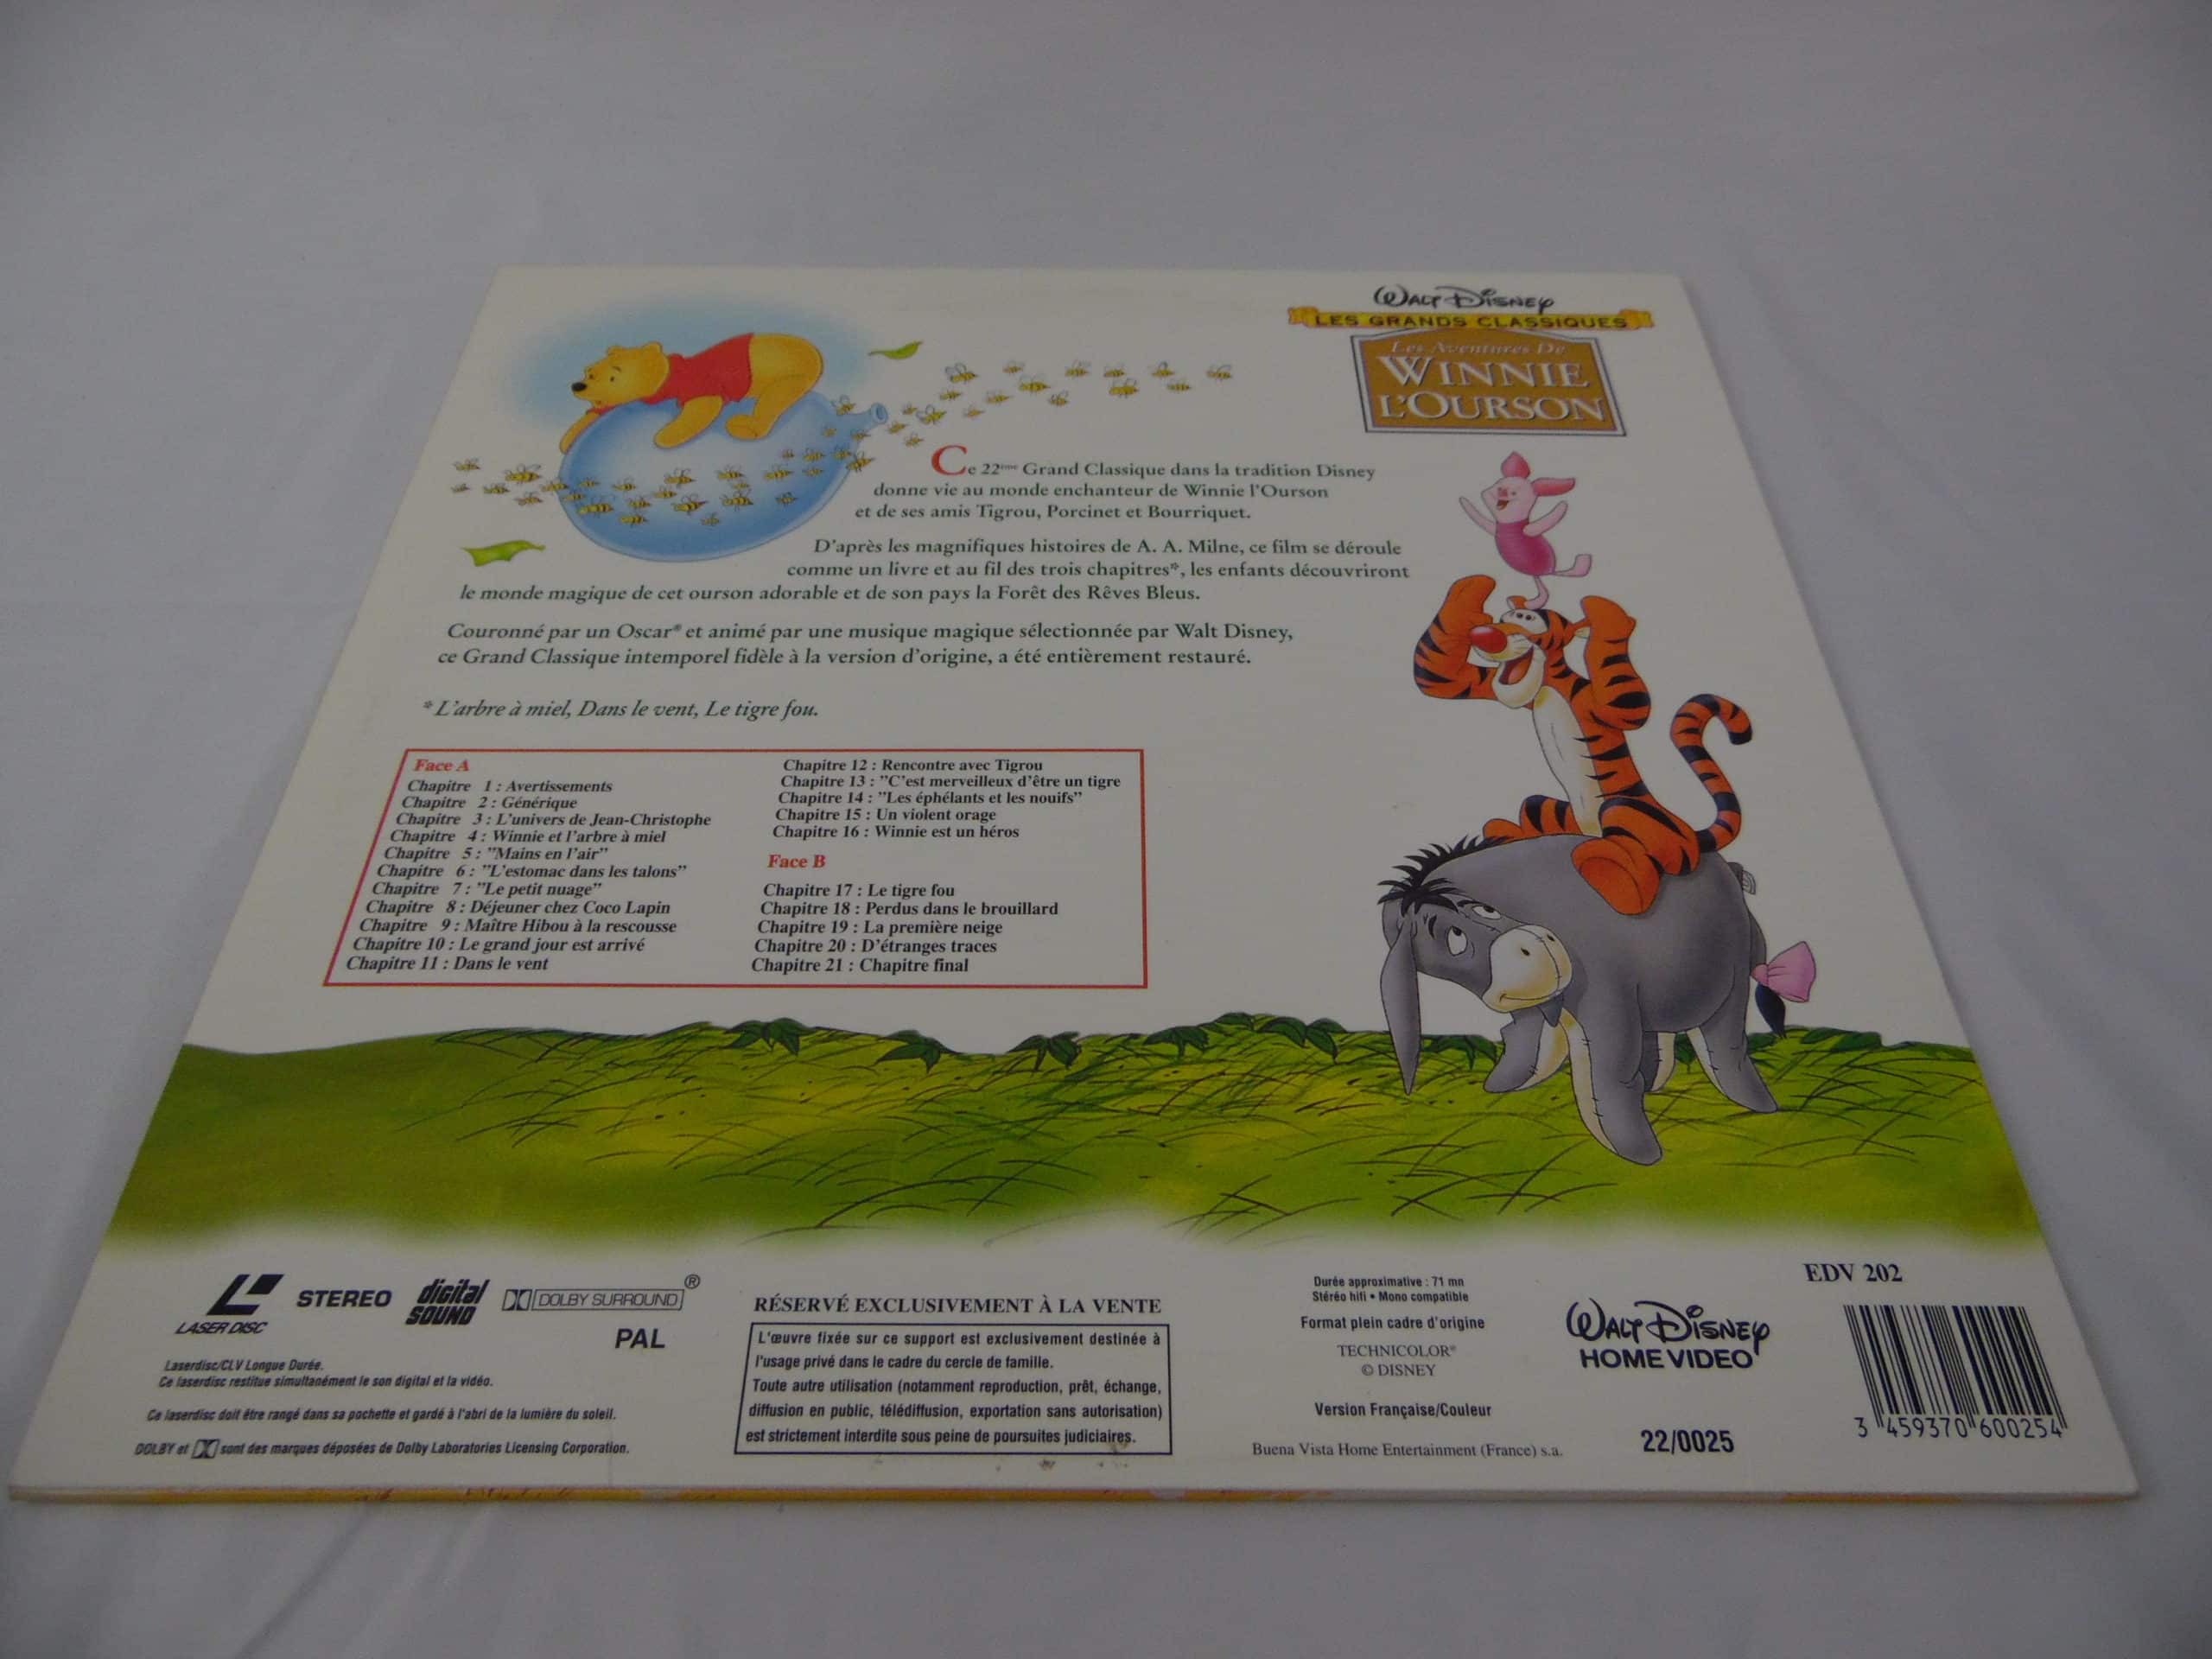 WALT DISNEY
LES GRANDS CLASSIQUES
Les Aventures De
WINNIE
L'OURSON
Ce 22ème Grand Classique dans la tradition Disney
donne vie au monde enchanteur de Winnie l'Ourson
et de ses amis Tigrou, Porcinet et Bourriquet.
D'après les magnifiques histoires de A. A. Milne, ce film se déroule
comme un livre et au fil des trois chapitres*, les enfants découvriront
le monde magique de cet ourson adorable et de son pays la Forêt des Rêves Bleus.
Couronné par un Oscar® et animé par une musique magique sélectionnée par Walt Disney,
ce Grand Classique intemporel fidèle à la version d'origine, a été entièrement restauré.
* L'arbre à miel, Dans le vent, Le tigre fou.
Face A
Chapitre 1 : Avertissements
Chapitre 2 : Générique
Chapitre 3 : L'univers de Jean-Christophe
Chapitre 4 : Winnie et l'arbre à miel
Chapitre 5 : "Mains en l'air"
Chapitre 6 : "L'estomac dans les talons"
Chapitre 7 : "Le petit nuage"
Chapitre 8 : Déjeuner chez Coco Lapin
Chapitre 9 : Maître Hibou à la rescousse
Chapitre 10 : Le grand jour est arrivé
Chapitre 11 : Dans le vent
Chapitre 12 : Rencontre avec Tigrou
Chapitre 13 : "C'est merveilleux d'être un tigre
Chapitre 14 : "Les éphélants et les nouifs"
Chapitre 15 : Un violent orage
Chapitre 16 : Winnie est un héros
Face B
Chapitre 17 : Le tigre fou
Chapitre 18 : Perdus dans le brouillard
Chapitre 19 : La première neige
Chapitre 20 : D'étranges traces
Chapitre 21 : Chapitre final
LASER DISC
STEREO
digital
SOUND
DOLBY SURROUND ®
PAL
Laserdisc/CLV Longue Durée.
Ce laserdisc restitue simultanément le son digital et la vidéo.
Ce laserdisc doit être rangé dans sa pochette et gardé à l'abri de la lumière du soleil.
DOLBY et sont des marques déposées de Dolby Laboratories Licensing Corporation.
RÉSERVÉ EXCLUSIVEMENT À LA VENTE
L'œuvre fixée sur ce support est exclusivement destinée à
l'usage privé dans le cadre du cercle de famille.
Toute autre utilisation (notamment reproduction, prêt, échange,
diffusion en public, télédiffusion, exportation sans autorisation)
est strictement interdite sous peine de poursuites judiciaires.
Durée approximative : 71 mn
Stéréo hifi • Mono compatible
Format plein cadre d'origine
TECHNICOLOR®
© DISNEY
Version Française/Couleur
Buena Vista Home Entertainment (France) s.a.
WALT DISNEY
HOME VIDEO
22/0025
EDV 202
3 459370 600254